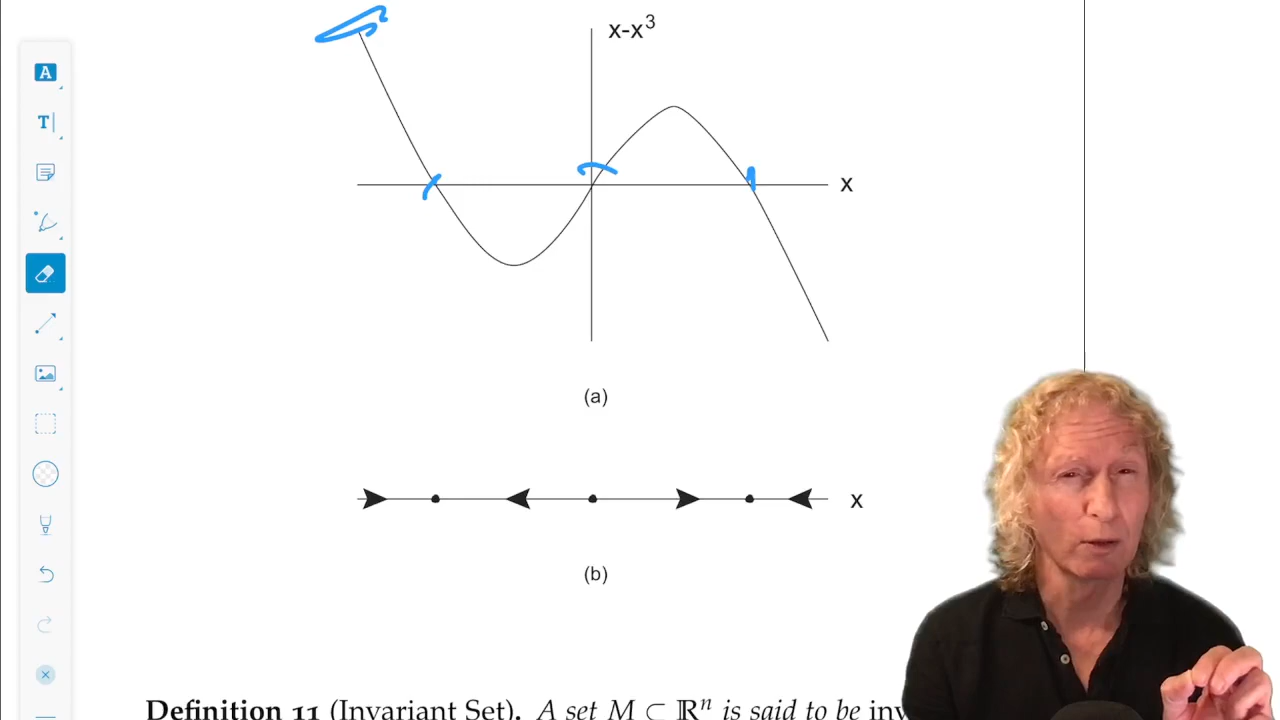 A
T
x-x³
x
(a)
x
(b)
Definition 11 (Invariant Set). A set M ⊂ ℝⁿ is said to be inv